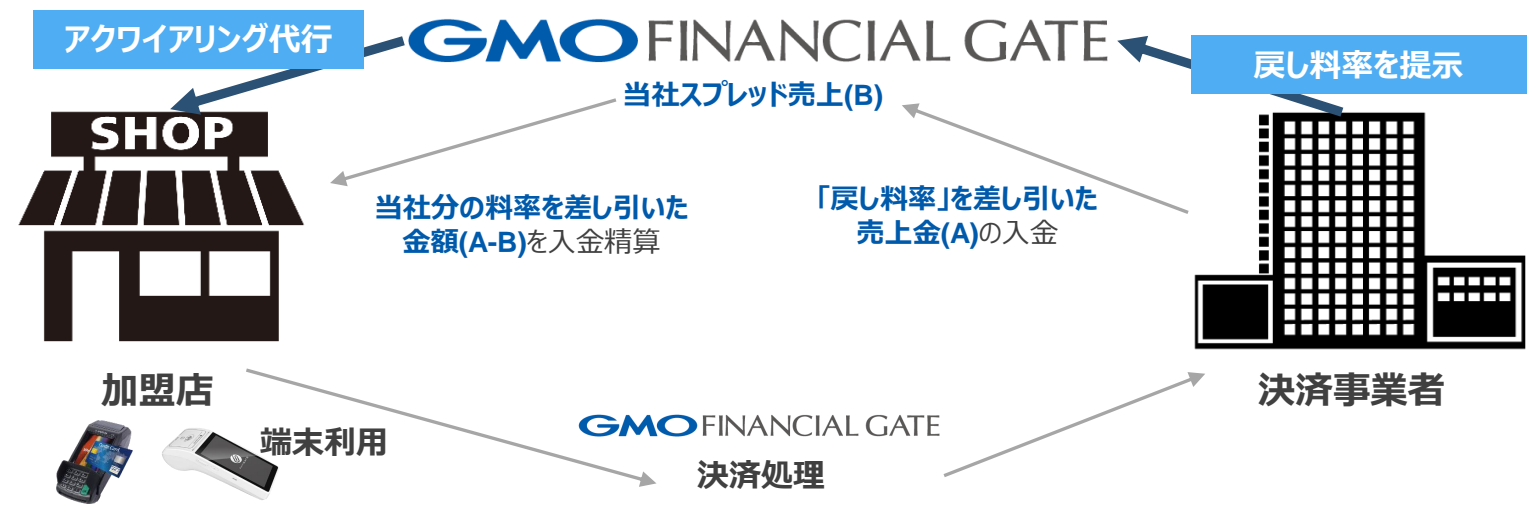 アクワイアリング代行
GMO FINANCIAL GATE
戻し料率を提示
当社スプレッド売上(B)
SHOP
当社分の料率を差し引いた
金額(A-B)を入金精算
「戻し料率」を差し引いた
売上金(A)の入金
加盟店
決済事業者
端末利用
GMO FINANCIAL GATE
決済処理